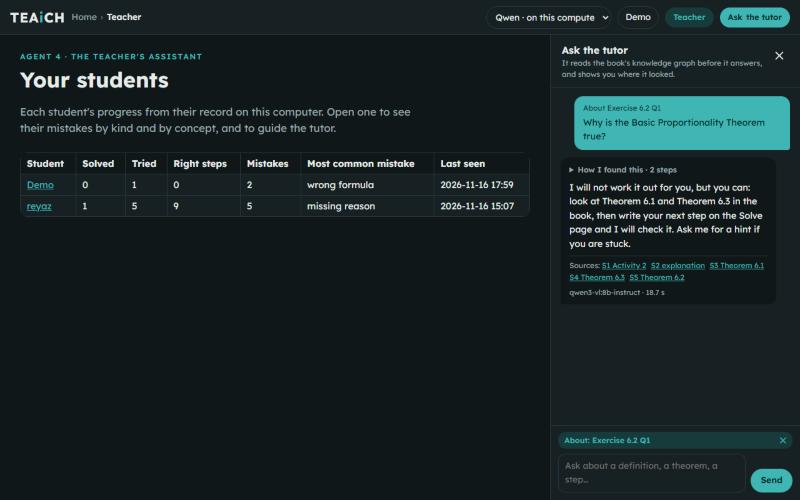 TEAiCH
Home › Teacher
Qwen · on this compute
Demo
Teacher
Ask the tutor
AGENT 4 · THE TEACHER'S ASSISTANT
Your students
Each student's progress from their record on this computer. Open one to see
their mistakes by kind and by concept, and to guide the tutor.
Student Solved Tried Right steps Mistakes Most common mistake Last seen
Demo 0 1 0 2 wrong formula 2026-11-16 17:59
reyaz 1 5 9 5 missing reason 2026-11-16 15:07
Ask the tutor
It reads the book's knowledge graph before it answers,
and shows you where it looked.
About Exercise 6.2 Q1
Why is the Basic Proportionality Theorem
true?
How I found this · 2 steps
I will not work it out for you, but you can:
look at Theorem 6.1 and Theorem 6.3 in the
book, then write your next step on the Solve
page and I will check it. Ask me for a hint if
you are stuck.
Sources: S1 Activity 2 S2 explanation S3 Theorem 6.1
S4 Theorem 6.3 S5 Theorem 6.2
qwen3-vl:8b-instruct · 18.7 s
About: Exercise 6.2 Q1
Ask about a definition, a theorem, a
step...
Send